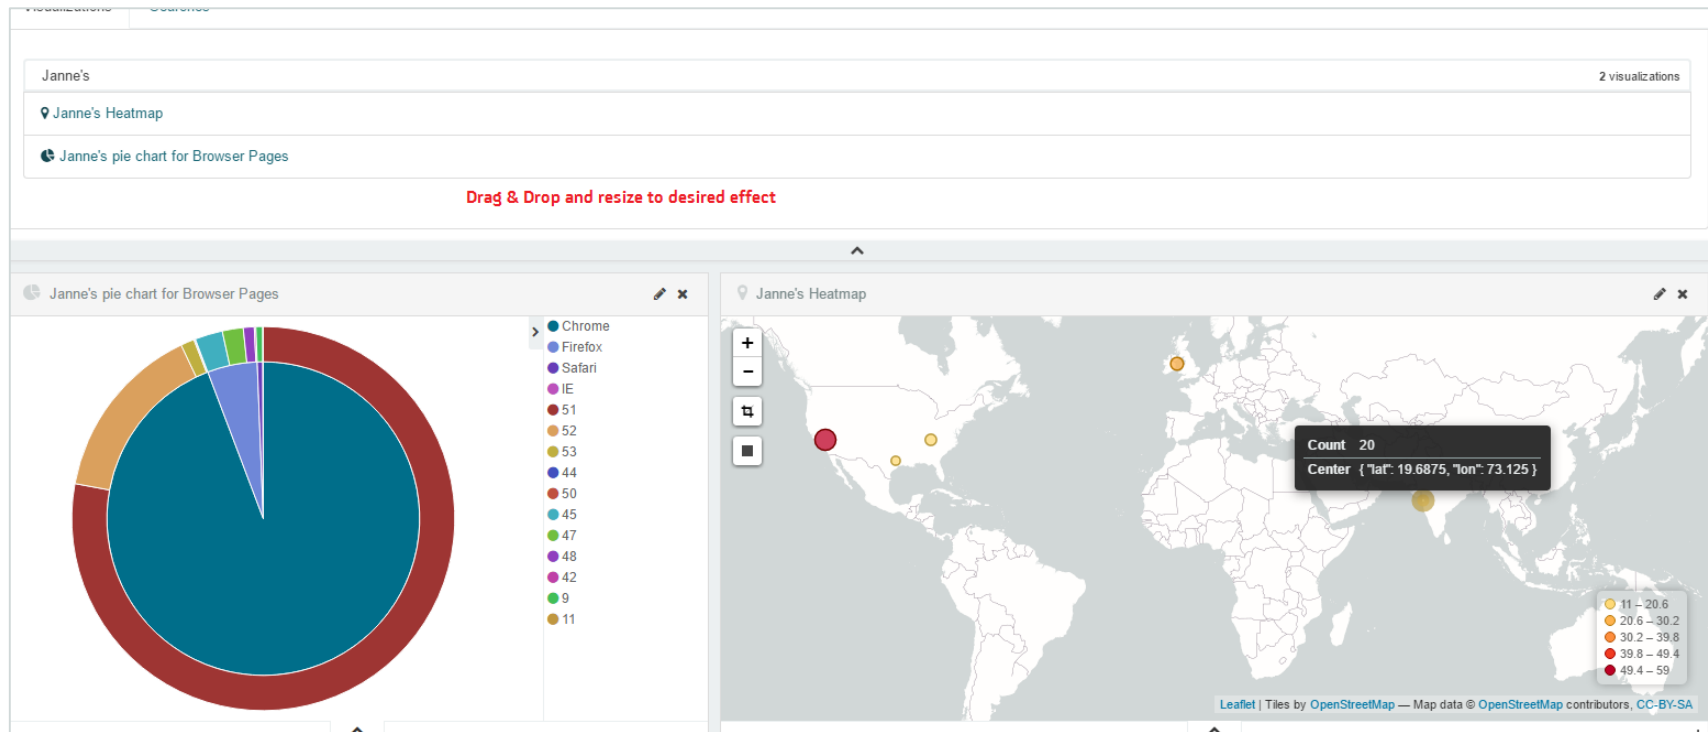 Visualizations Searches
Janne's 2 visualizations
Janne's Heatmap
Janne's pie chart for Browser Pages
Drag & Drop and resize to desired effect
Janne's pie chart for Browser Pages
Chrome
Firefox
Safari
IE
51
52
53
44
50
45
47
48
42
9
11
Janne's Heatmap
+
−
Count 20
Center { "lat": 19.6875, "lon": 73.125 }
11 – 20.6
20.6 – 30.2
30.2 – 39.8
39.8 – 49.4
49.4 – 59
Leaflet | Tiles by OpenStreetMap — Map data © OpenStreetMap contributors, CC-BY-SA